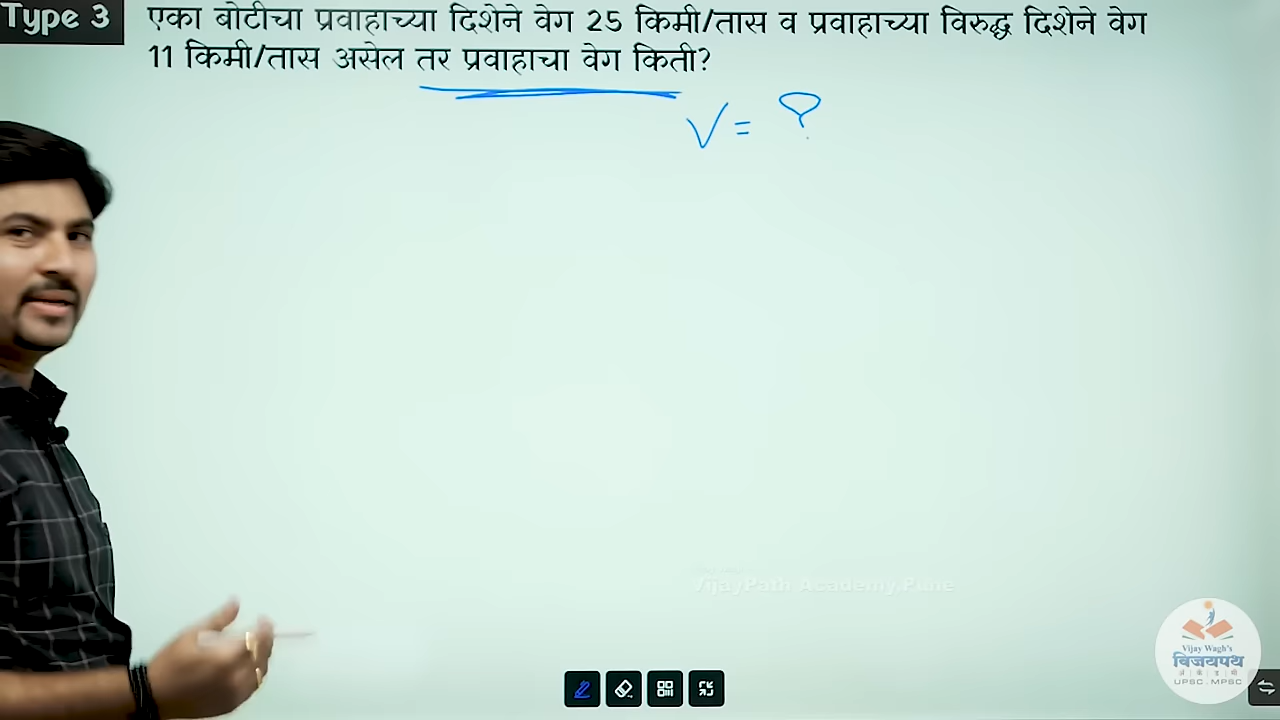 Type 3
एका बोटीचा प्रवाहाच्या दिशेने वेग 25 किमी/तास व प्रवाहाच्या विरुद्ध दिशेने वेग
11 किमी/तास असेल तर प्रवाहाचा वेग किती?
V = ?
VijayPath Academy,Pune
Vijay Wagh's
विजयपथ
UPSC . MPSC